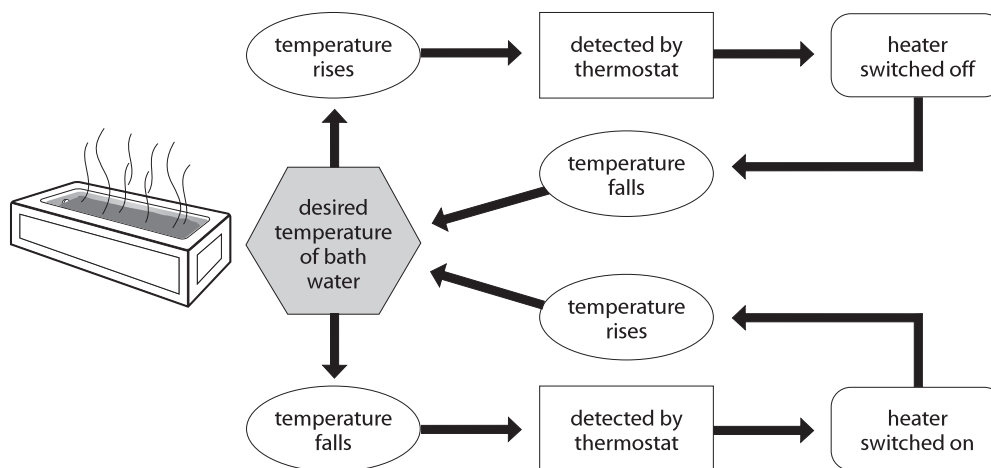 temperature
rises
detected by
thermostat
heater
switched off
temperature
falls
desired
temperature
of bath
water
temperature
rises
temperature
falls
detected by
thermostat
heater
switched on